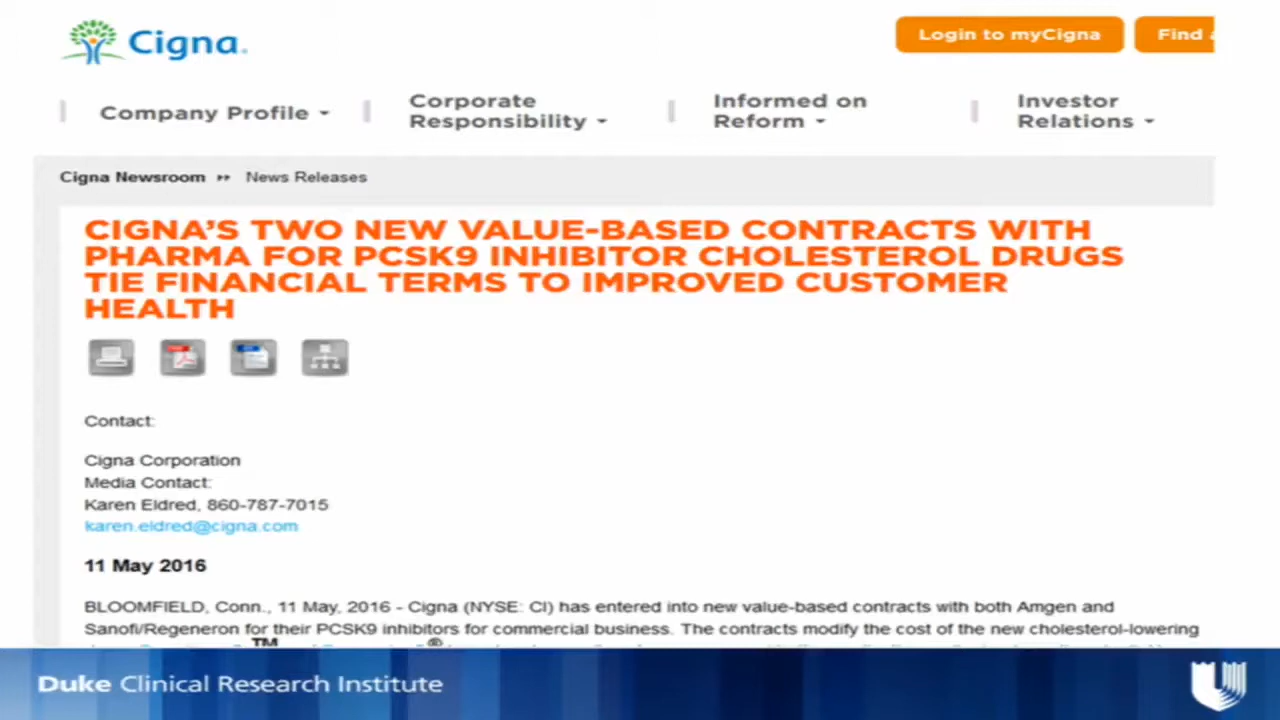 Cigna.
Login to myCigna
Find a
Company Profile
Corporate
Responsibility
Informed on
Reform
Investor
Relations
Cigna Newsroom
News Releases
CIGNA'S TWO NEW VALUE-BASED CONTRACTS WITH
PHARMA FOR PCSK9 INHIBITOR CHOLESTEROL DRUGS
TIE FINANCIAL TERMS TO IMPROVED CUSTOMER
HEALTH
Contact:
Cigna Corporation
Media Contact:
Karen Eldred, 860-787-7015
karen.eldred@cigna.com
11 May 2016
BLOOMFIELD, Conn., 11 May, 2016 - Cigna (NYSE: CI) has entered into new value-based contracts with both Amgen and
Sanofi/Regeneron for their PCSK9 inhibitors for commercial business. The contracts modify the cost of the new cholesterol-lowering
TM ®
Duke Clinical Research Institute